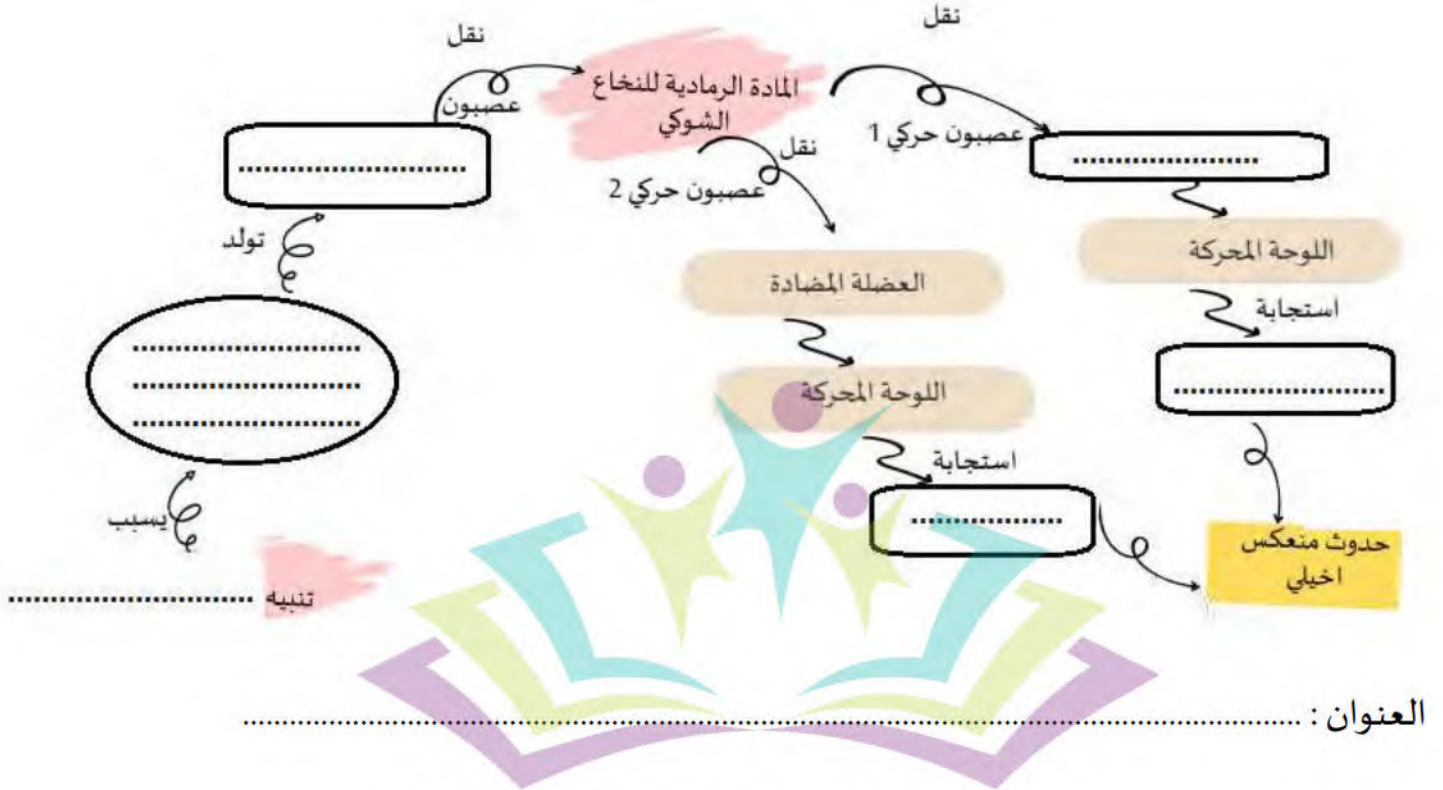 نقل
نقل
المادة الرمادية للنخاع
الشوكي
عصبون
عصبون حركي 1
نقل
عصبون حركي 2
.....................
...........................
تولد
اللوحة المحركة
العضلة المضادة
استجابة
...........................
...........................
...........................
اللوحة المحركة
.........................
استجابة
..................
يسبب
حدوث منعكس
اخيلي
تنبيه .............................
العنوان : ........................................................................................................